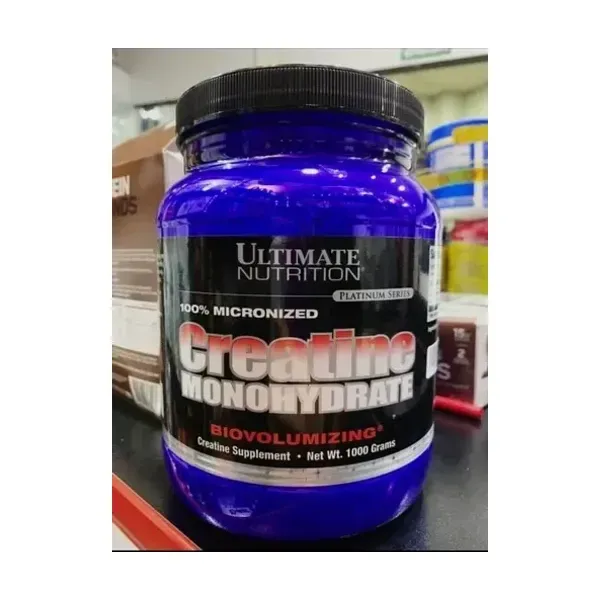 ULTIMATE
NUTRITION
PLATINUM SERIES
100% MICRONIZED
Creatine
MONOHYDRATE
BIOVOLUMIZING®
Creatine Supplement • Net Wt. 1000 Grams